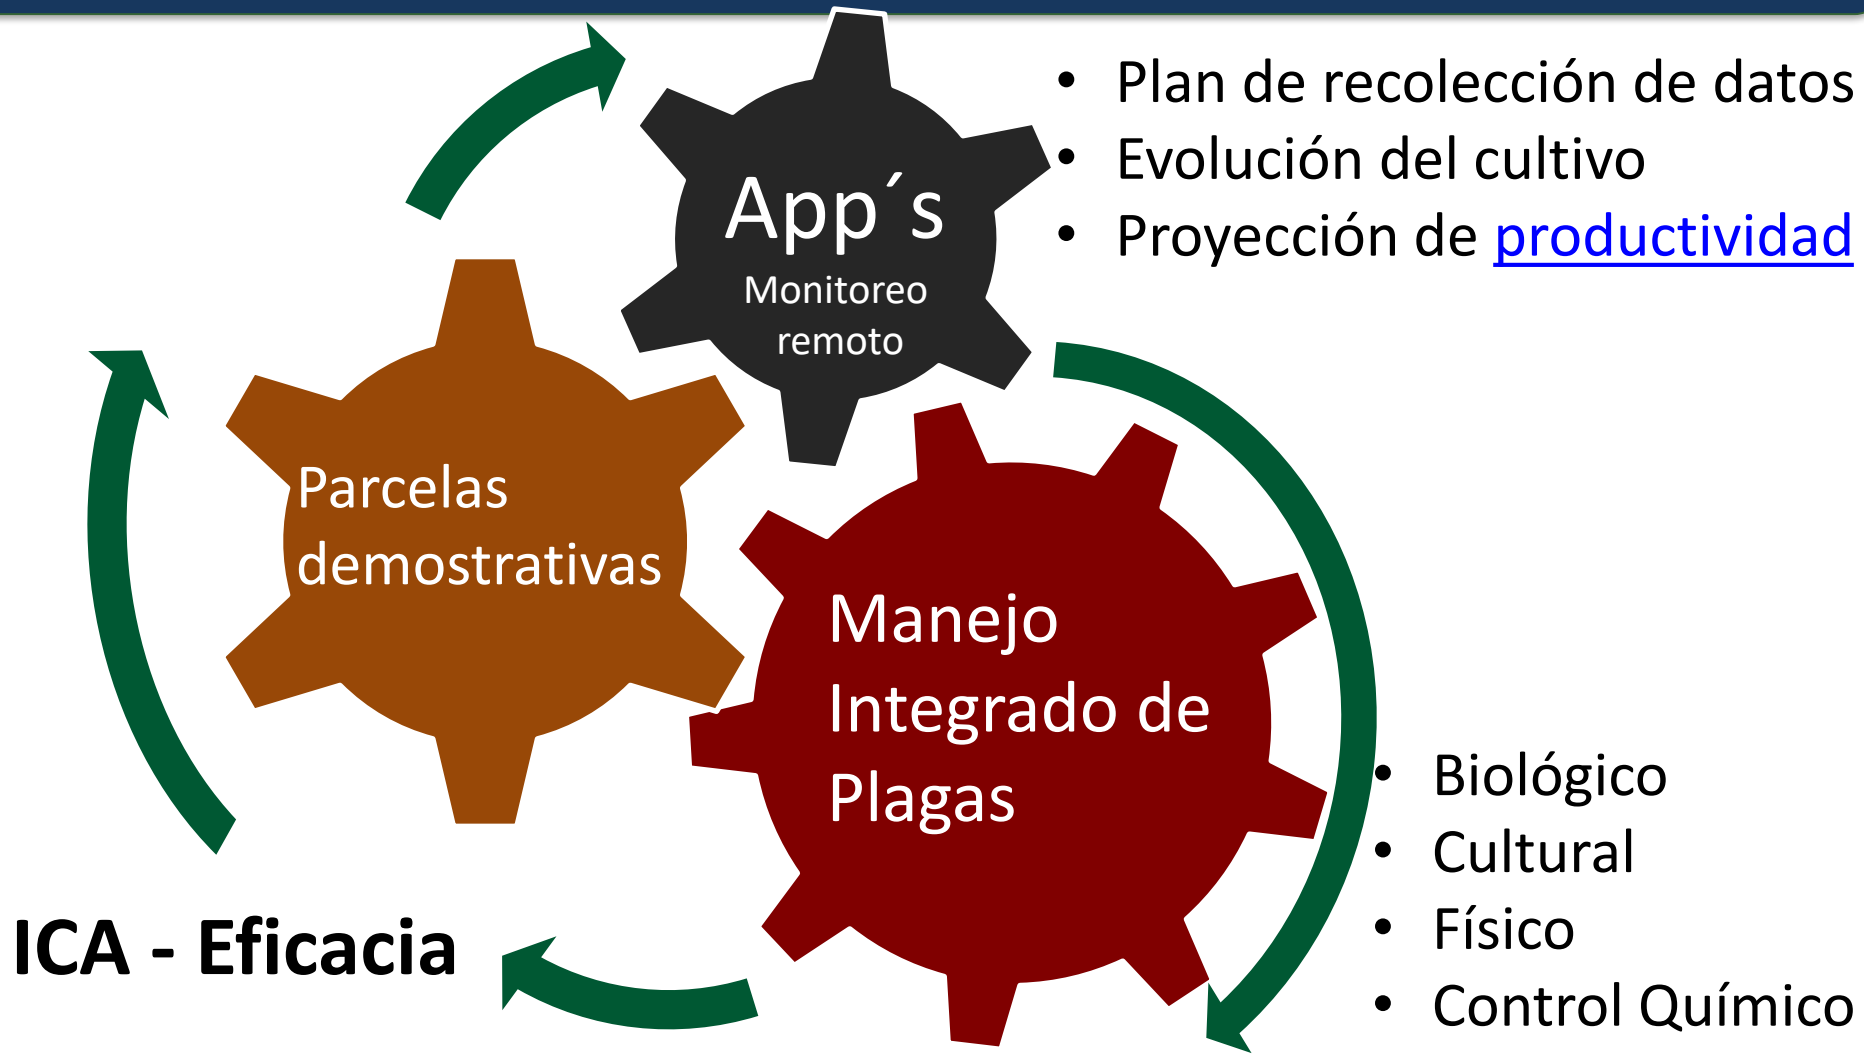 • Plan de recolección de datos
• Evolución del cultivo
• Proyección de productividad
App´s
Monitoreo
remoto
Parcelas
demostrativas
Manejo
Integrado de
Plagas
• Biológico
• Cultural
• Físico
• Control Químico
ICA - Eficacia